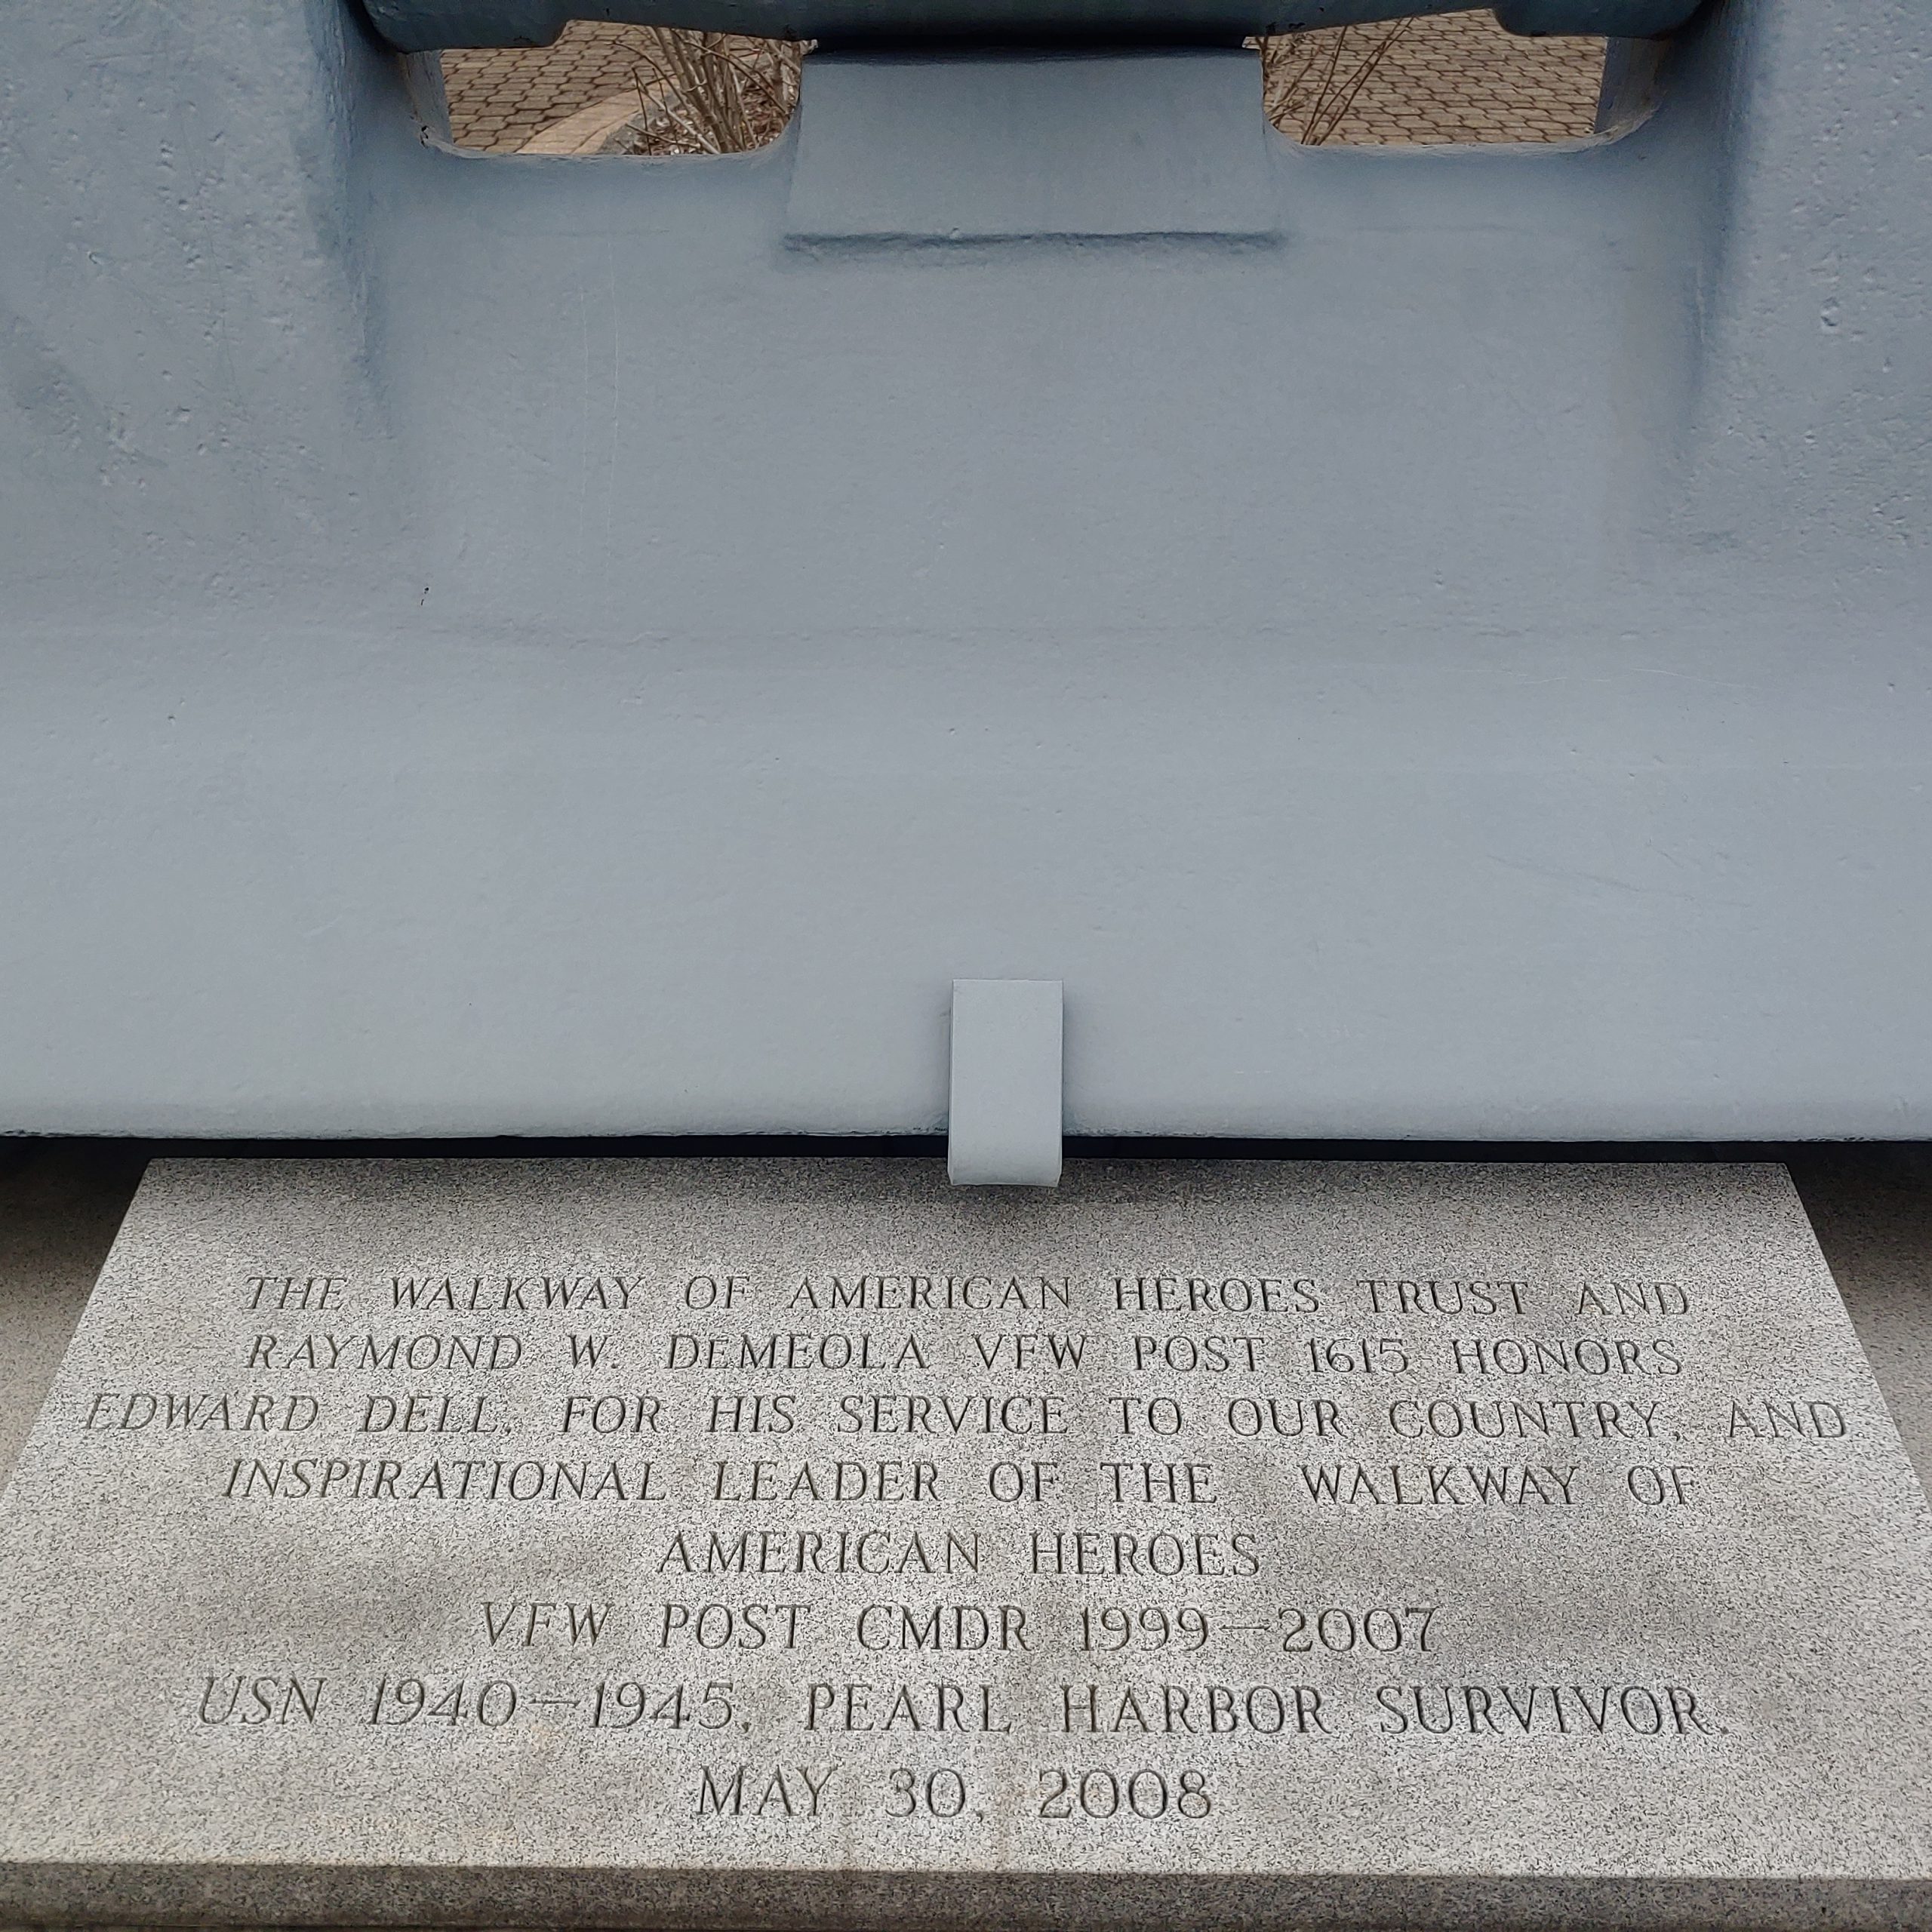 THE WALKWAY OF AMERICAN HEROES TRUST AND
RAYMOND W. DEMEOLA VFW POST 1615 HONORS
EDWARD DELL, FOR HIS SERVICE TO OUR COUNTRY, AND
INSPIRATIONAL LEADER OF THE WALKWAY OF
AMERICAN HEROES
VFW POST CMDR 1999—2007
USN 1940—1945, PEARL HARBOR SURVIVOR.
MAY 30, 2008